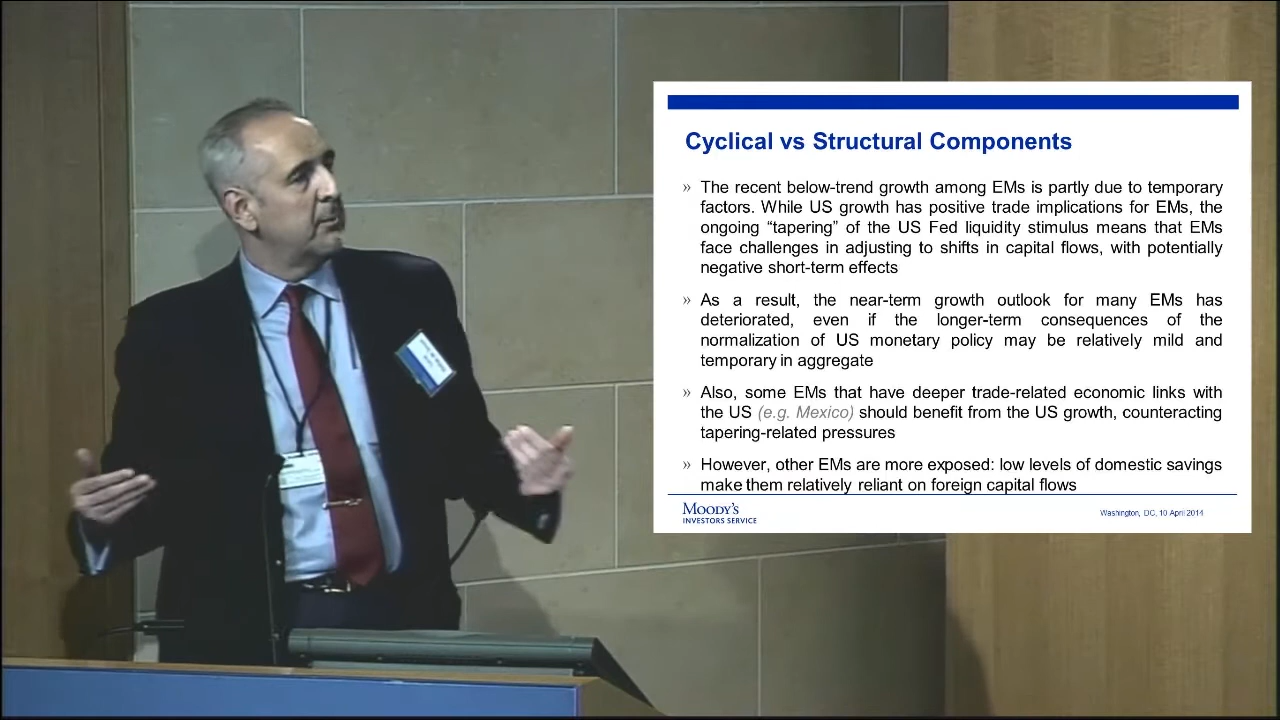 Cyclical vs Structural Components
» The recent below-trend growth among EMs is partly due to temporary
factors. While US growth has positive trade implications for EMs, the
ongoing “tapering” of the US Fed liquidity stimulus means that EMs
face challenges in adjusting to shifts in capital flows, with potentially
negative short-term effects
» As a result, the near-term growth outlook for many EMs has
deteriorated, even if the longer-term consequences of the
normalization of US monetary policy may be relatively mild and
temporary in aggregate
» Also, some EMs that have deeper trade-related economic links with
the US (e.g. Mexico) should benefit from the US growth, counteracting
tapering-related pressures
» However, other EMs are more exposed: low levels of domestic savings
make them relatively reliant on foreign capital flows
MOODY'S
INVESTORS SERVICE
Washington, DC, 10 April 2014